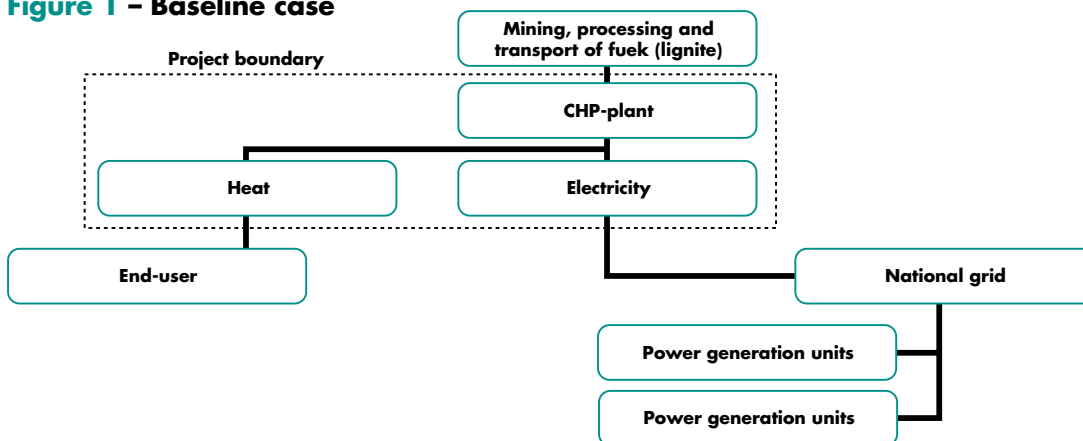 Figure 1 – Baseline case
Mining, processing and
transport of fuek (lignite)
Project boundary
CHP-plant
Heat
Electricity
End-user
National grid
Power generation units
Power generation units